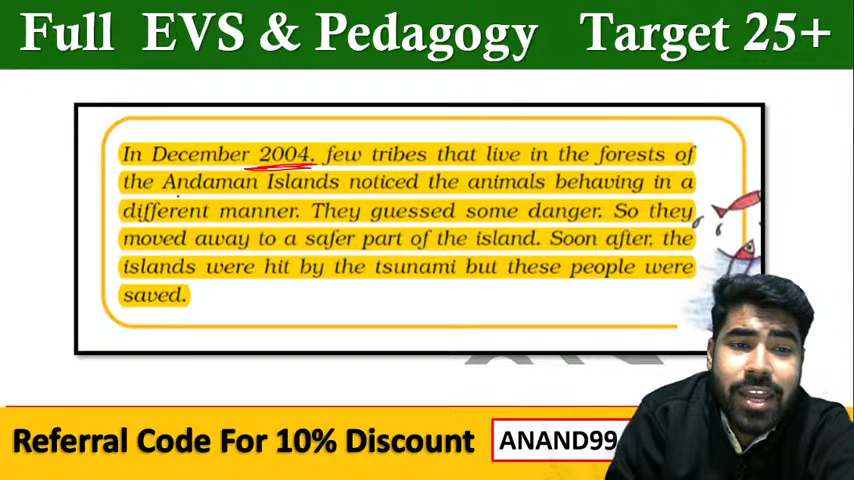 Full EVS & Pedagogy Target 25+
In December 2004, few tribes that live in the forests of
the Andaman Islands noticed the animals behaving in a
different manner. They guessed some danger. So they
moved away to a safer part of the island. Soon after, the
islands were hit by the tsunami but these people were
saved.
Referral Code For 10% Discount ANAND99